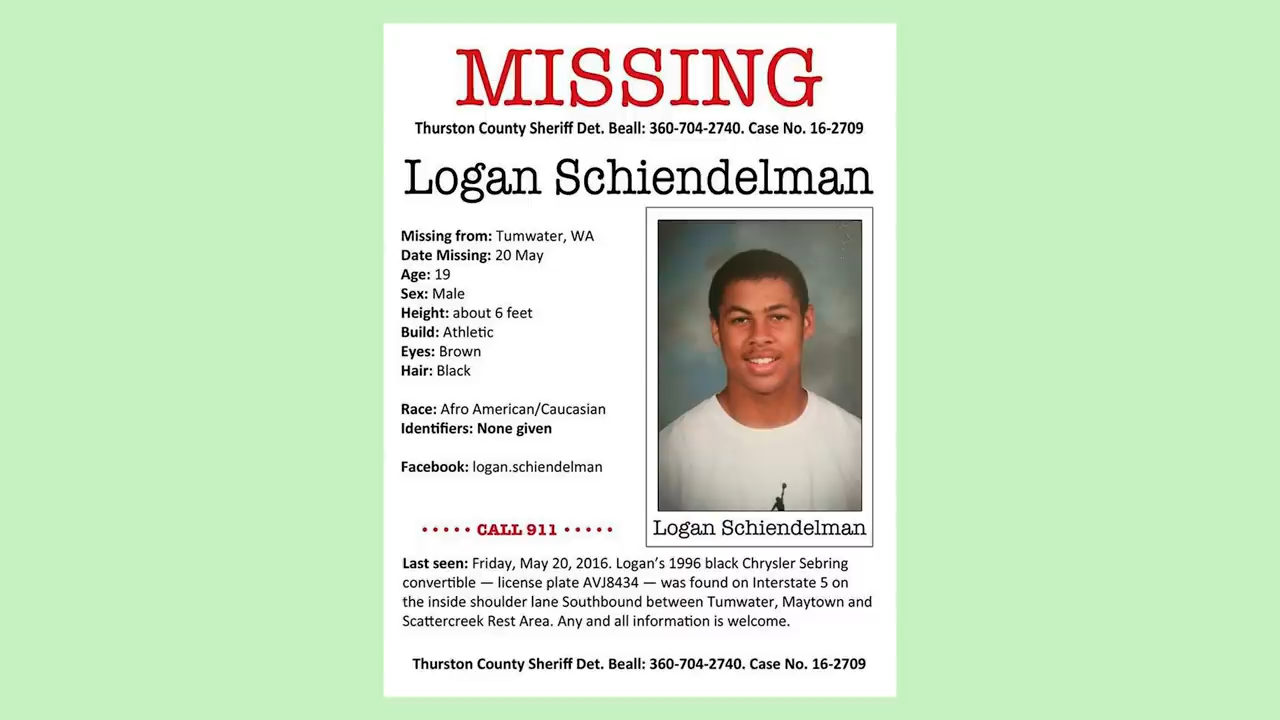 MISSING
Thurston County Sheriff Det. Beall: 360-704-2740. Case No. 16-2709
Logan Schiendelman
Missing from: Tumwater, WA
Date Missing: 20 May
Age: 19
Sex: Male
Height: about 6 feet
Build: Athletic
Eyes: Brown
Hair: Black
Race: Afro American/Caucasian
Identifiers: None given
Facebook: logan.schiendelman
• • • • • CALL 911 • • • • •
Logan Schiendelman
Last seen: Friday, May 20, 2016. Logan’s 1996 black Chrysler Sebring
convertible — license plate AVJ8434 — was found on Interstate 5 on
the inside shoulder lane Southbound between Tumwater, Maytown and
Scattercreek Rest Area. Any and all information is welcome.
Thurston County Sheriff Det. Beall: 360-704-2740. Case No. 16-2709